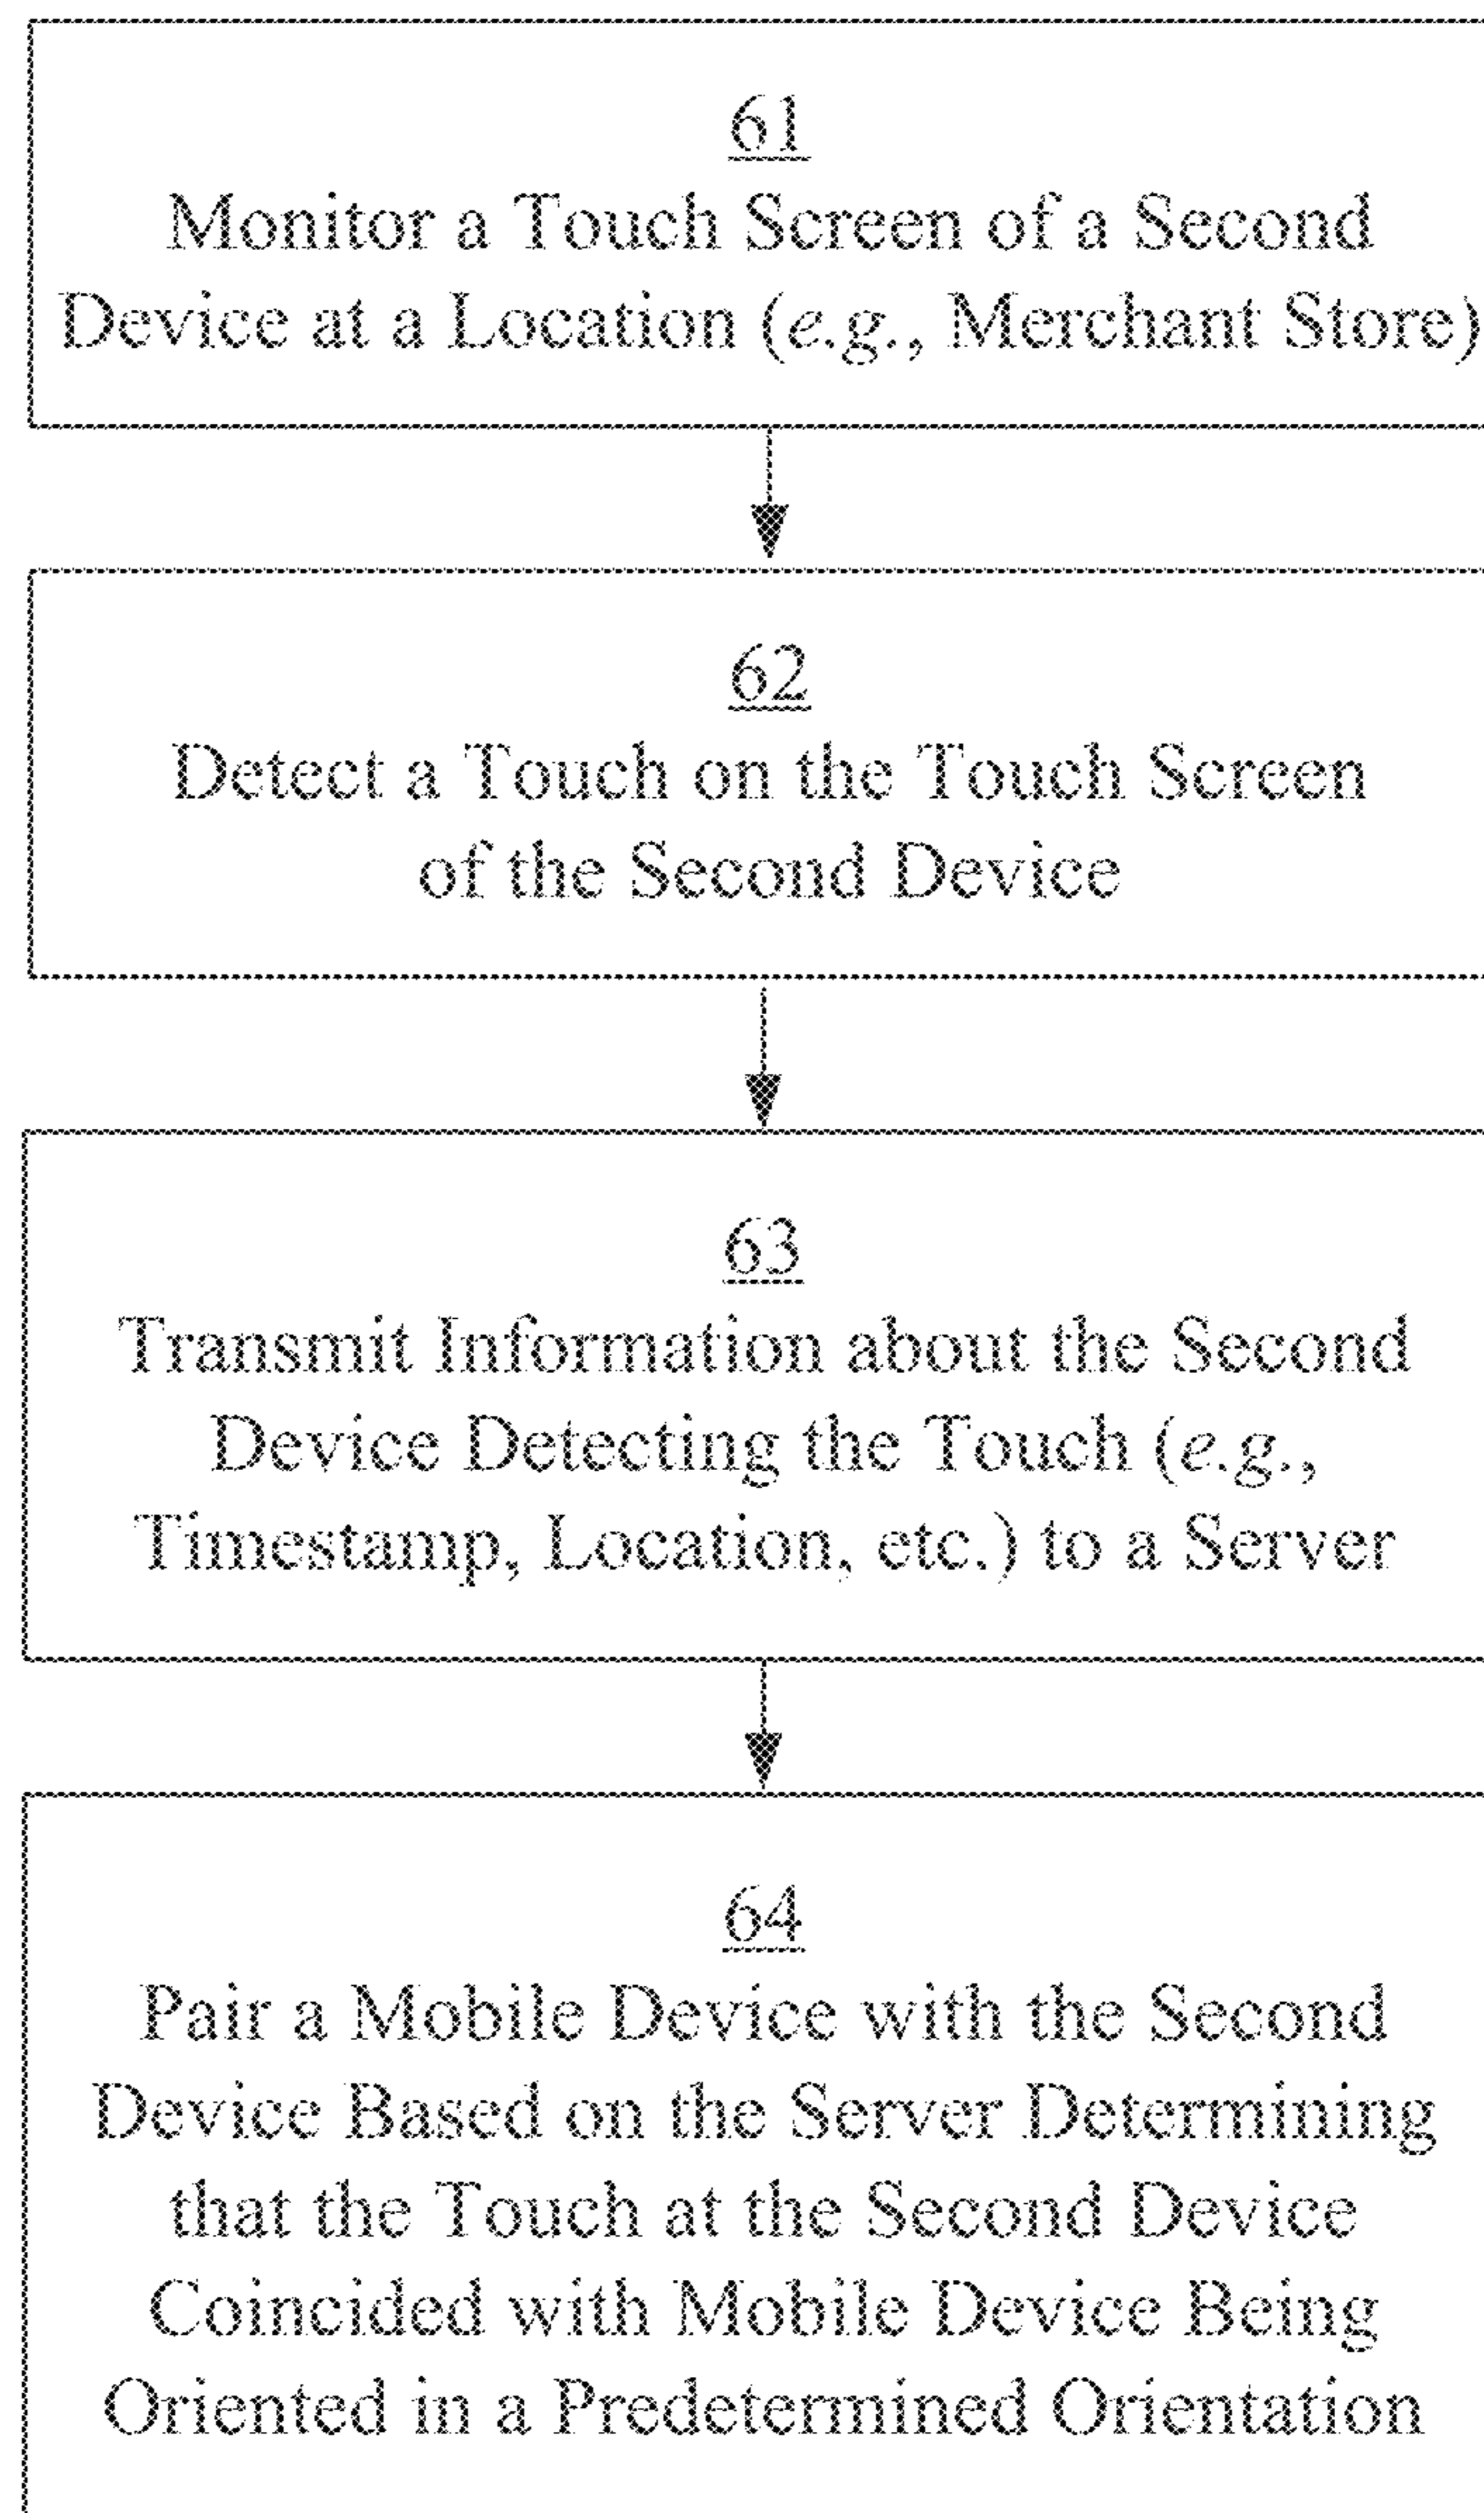 61
Monitor a Touch Screen of a Second
Device at a Location (e.g., Merchant Store)
62
Detect a Touch on the Touch Screen
of the Second Device
63
Transmit Information about the Second
Device Detecting the Touch (e.g.,
Timestamp, Location, etc.) to a Server
64
Pair a Mobile Device with the Second
Device Based on the Server Determining
that the Touch at the Second Device
Coincided with Mobile Device Being
Oriented in a Predetermined Orientation